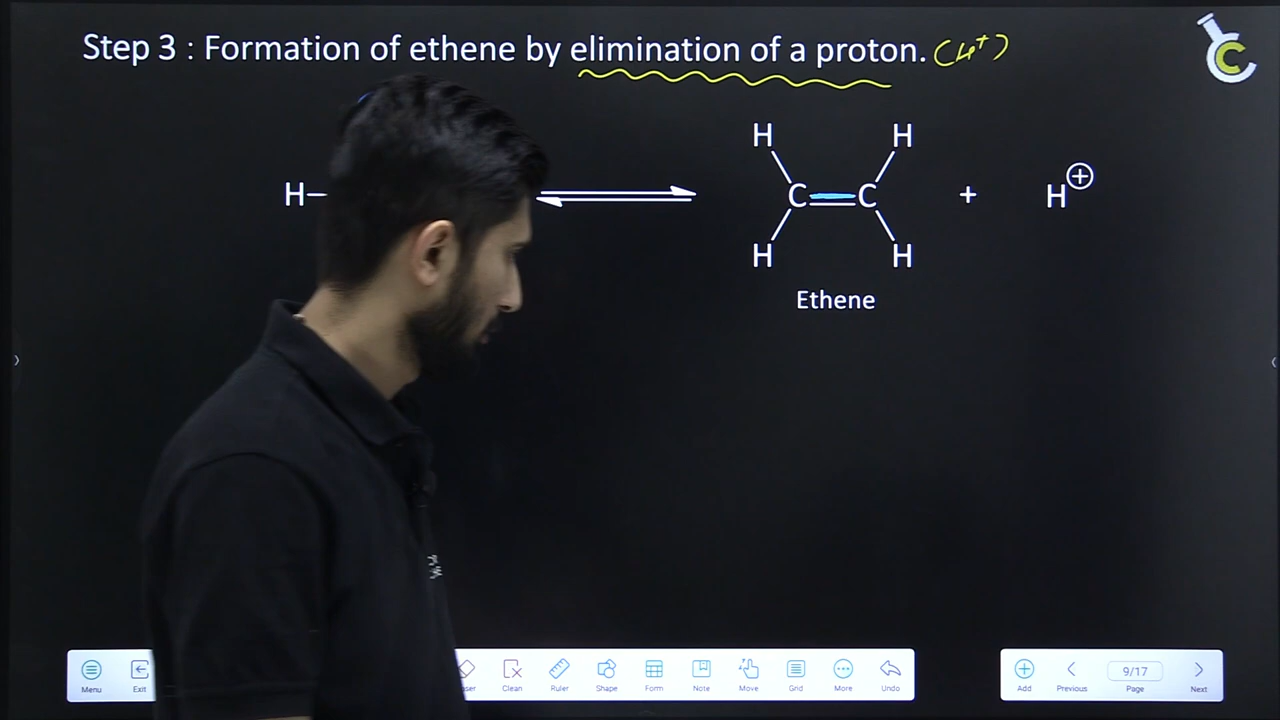 Step 3 : Formation of ethene by elimination of a proton. (H⁺)
H H
H– C=C + H⊕
H H
Ethene
Menu Exit Clean Ruler Shape Form Note Move Grid More Undo
Add Previous 9/17 Page Next
C